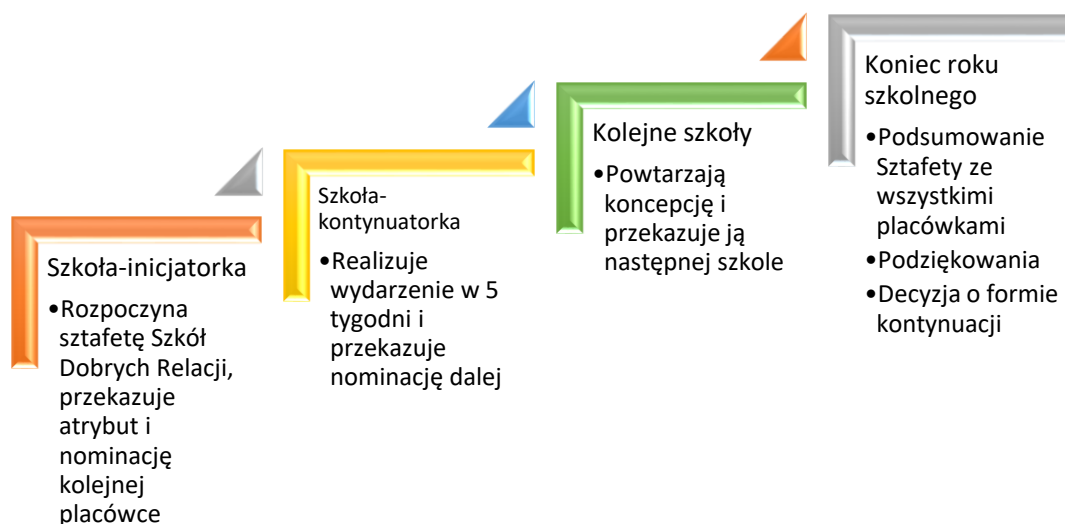 Szkoła-inicjatorka
•Rozpoczyna
sztafetę Szkół
Dobrych Relacji,
przekazuje
atrybut i
nominację
kolejnej
placówce
Szkoła-
kontynuatorka
•Realizuje
wydarzenie w 5
tygodni i
przekazuje
nominację dalej
Kolejne szkoły
•Powtarzają
koncepcję i
przekazuje ją
następnej szkole
Koniec roku
szkolnego
•Podsumowanie
Sztafety ze
wszystkimi
placówkami
•Podziękowania
•Decyzja o formie
kontynuacji